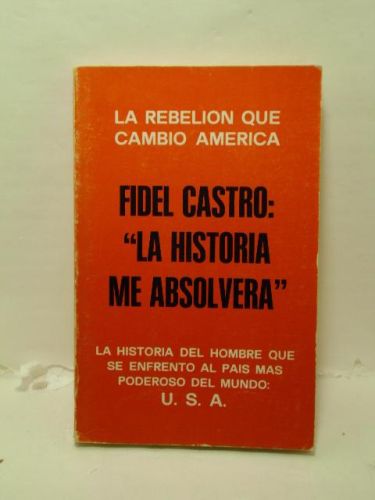 LA REBELION QUE
CAMBIO AMERICA
FIDEL CASTRO:
"LA HISTORIA
ME ABSOLVERA"
LA HISTORIA DEL HOMBRE QUE
SE ENFRENTO AL PAIS MAS
PODEROSO DEL MUNDO:
U. S. A.